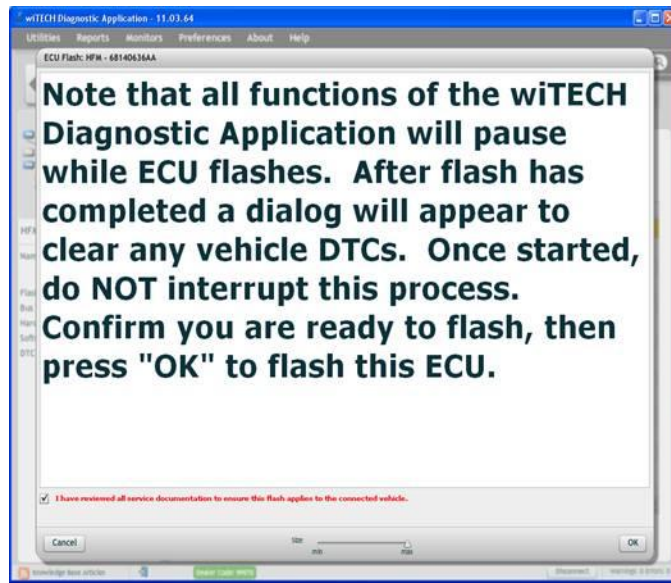 wiTECH Diagnostic Application - 11.03.64
Utilities Reports Monitors Preferences About Help
ECU Flash: HFM - 68140636AA
Note that all functions of the wiTECH
Diagnostic Application will pause
while ECU flashes. After flash has
completed a dialog will appear to
clear any vehicle DTCs. Once started,
do NOT interrupt this process.
Confirm you are ready to flash, then
press "OK" to flash this ECU.
I have reviewed all service documentation to ensure this flash applies to the connected vehicle.
Cancel
Size
min max
OK
Knowledge Base Articles
Disconnect